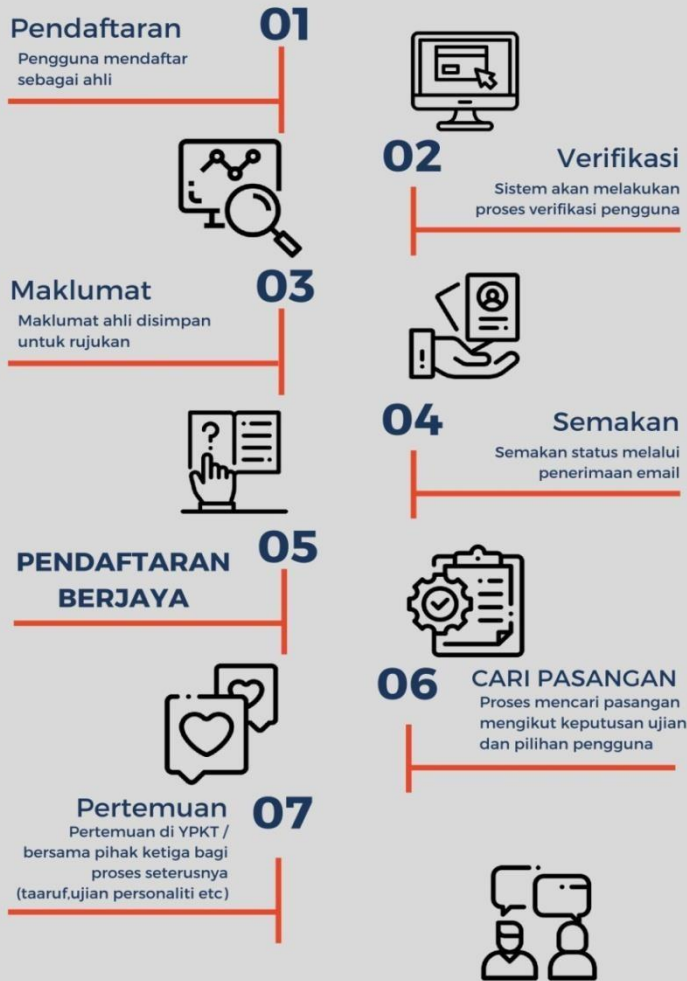 Pendaftaran
01
Pengguna mendaftar
sebagai ahli
02
Verifikasi
Sistem akan melakukan
proses verifikasi pengguna
Maklumat
03
Maklumat ahli disimpan
untuk rujukan
04
Semakan
Semakan status melalui
penerimaan email
05
PENDAFTARAN
BERJAYA
06
CARI PASANGAN
Proses mencari pasangan
mengikut keputusan ujian
dan pilihan pengguna
Pertemuan
07
Pertemuan di YPKT /
bersama pihak ketiga bagi
proses seterusnya
(taaruf,ujian personaliti etc)